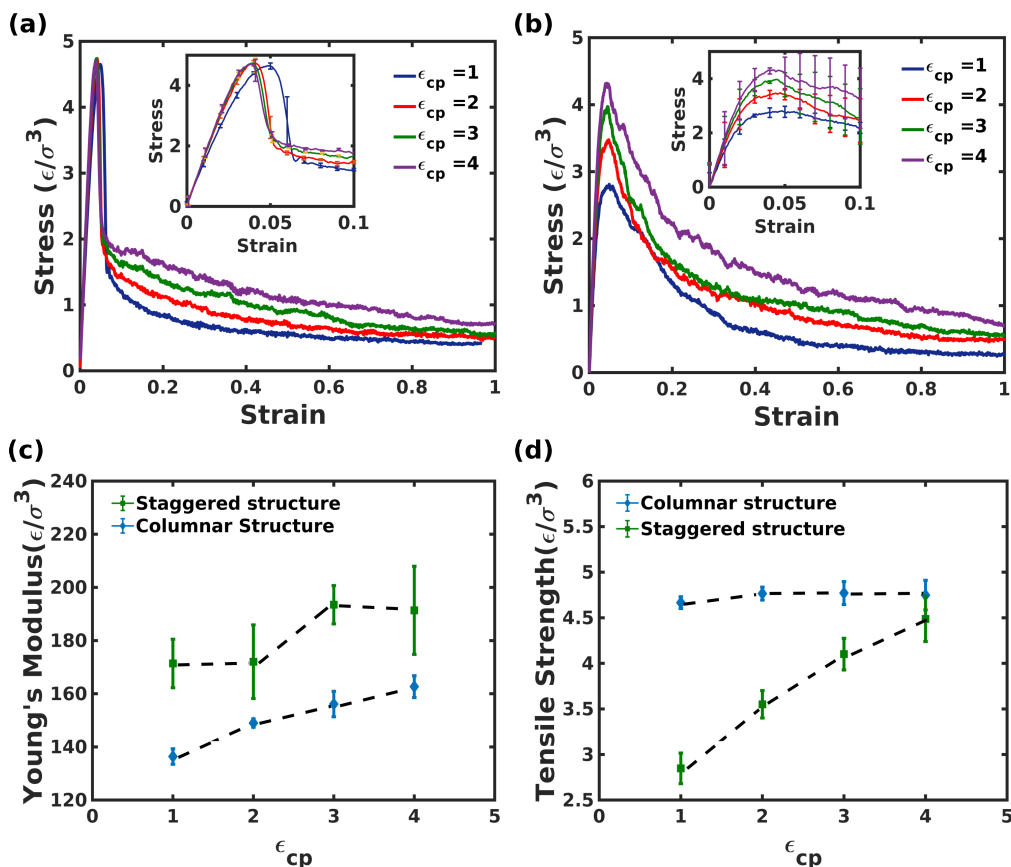 (a)
Stress (ϵ/σ³)
5
4
3
2
1
0
0
0.2
0.4
0.6
0.8
1
Strain
ϵcp =1
ϵcp =2
ϵcp =3
ϵcp =4
Stress
4
2
0
0
0.05
0.1
Strain
(b)
Stress (ϵ/σ³)
5
4
3
2
1
0
0
0.2
0.4
0.6
0.8
1
Strain
ϵcp =1
ϵcp =2
ϵcp =3
ϵcp =4
Stress
4
2
0
0
0.05
0.1
Strain
(c)
Young's Modulus(ϵ/σ³)
240
220
200
180
160
140
120
0
1
2
3
4
5
ϵcp
Staggered structure
Columnar Structure
(d)
Tensile Strength(ϵ/σ³)
6
5.5
5
4.5
4
3.5
3
2.5
0
1
2
3
4
5
ϵcp
Columnar structure
Staggered structure